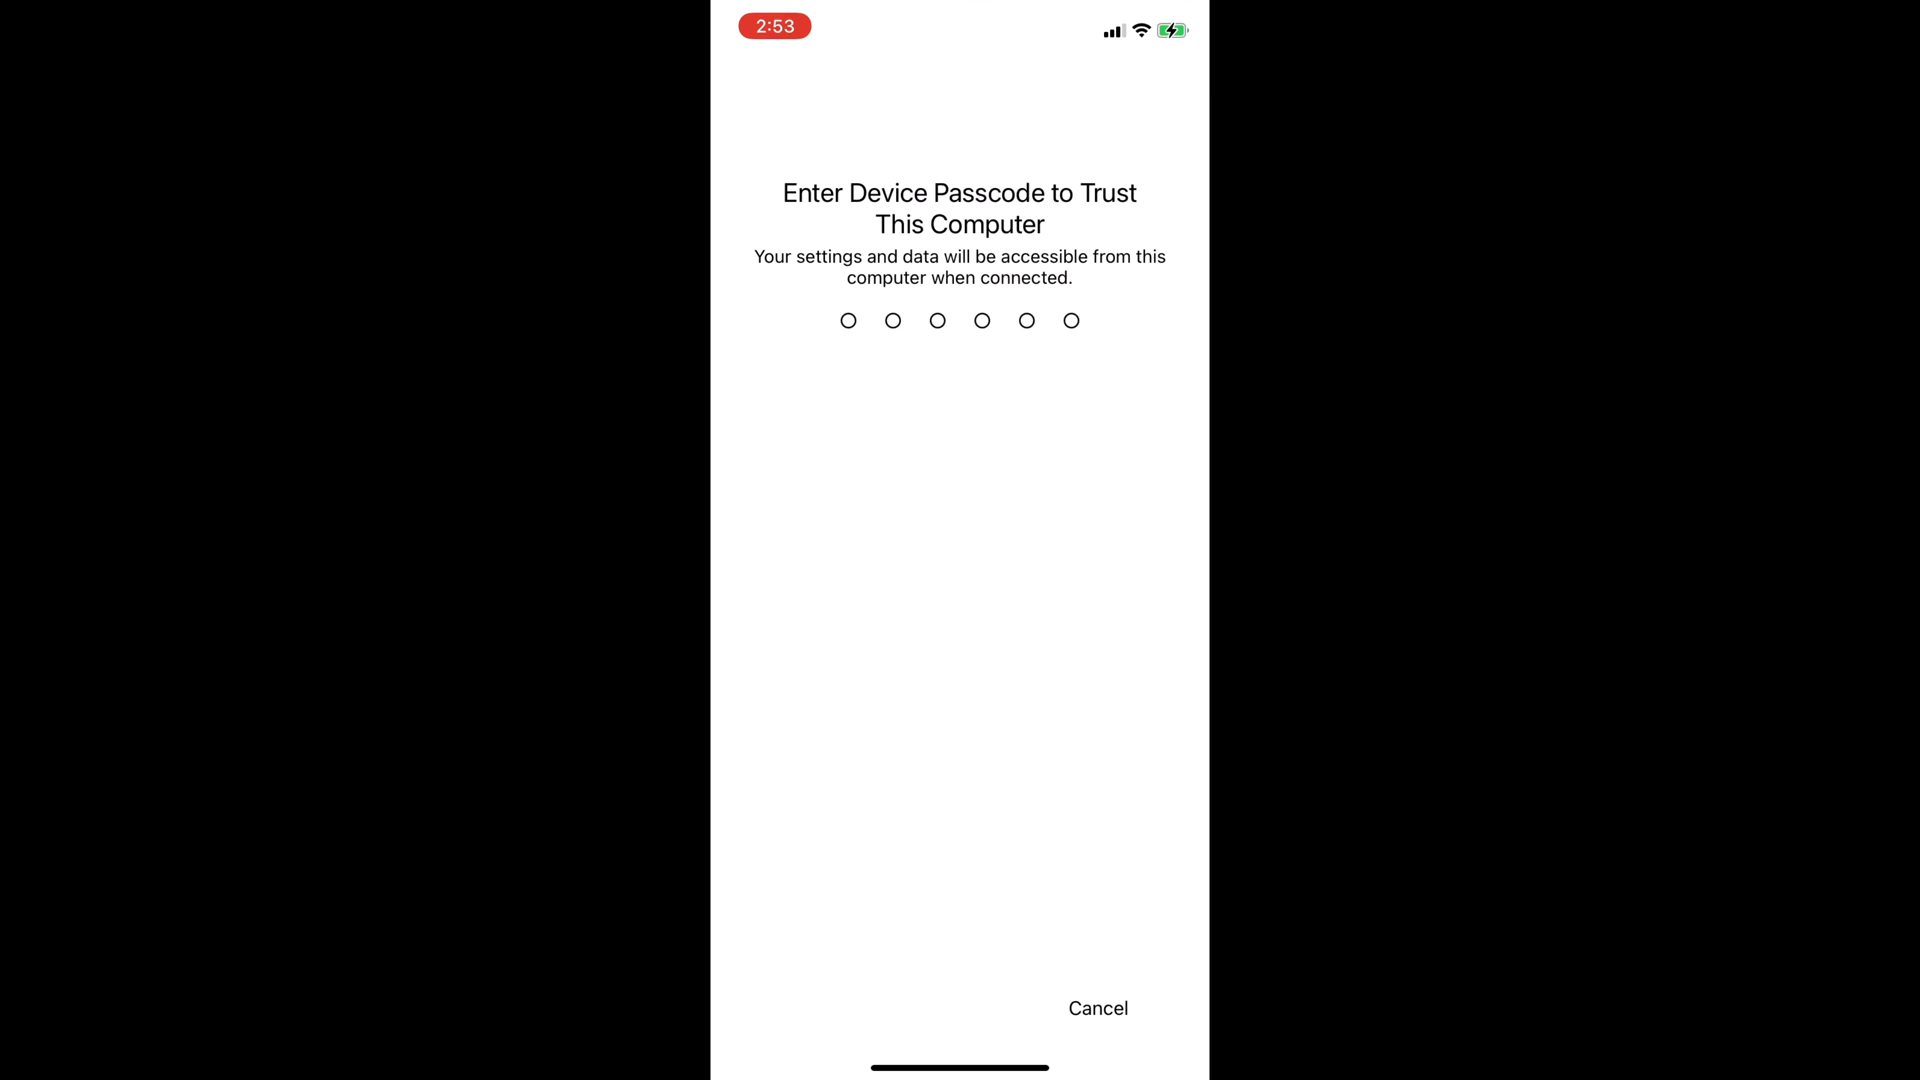 2:53
Enter Device Passcode to Trust
This Computer
Your settings and data will be accessible from this
computer when connected.
Cancel